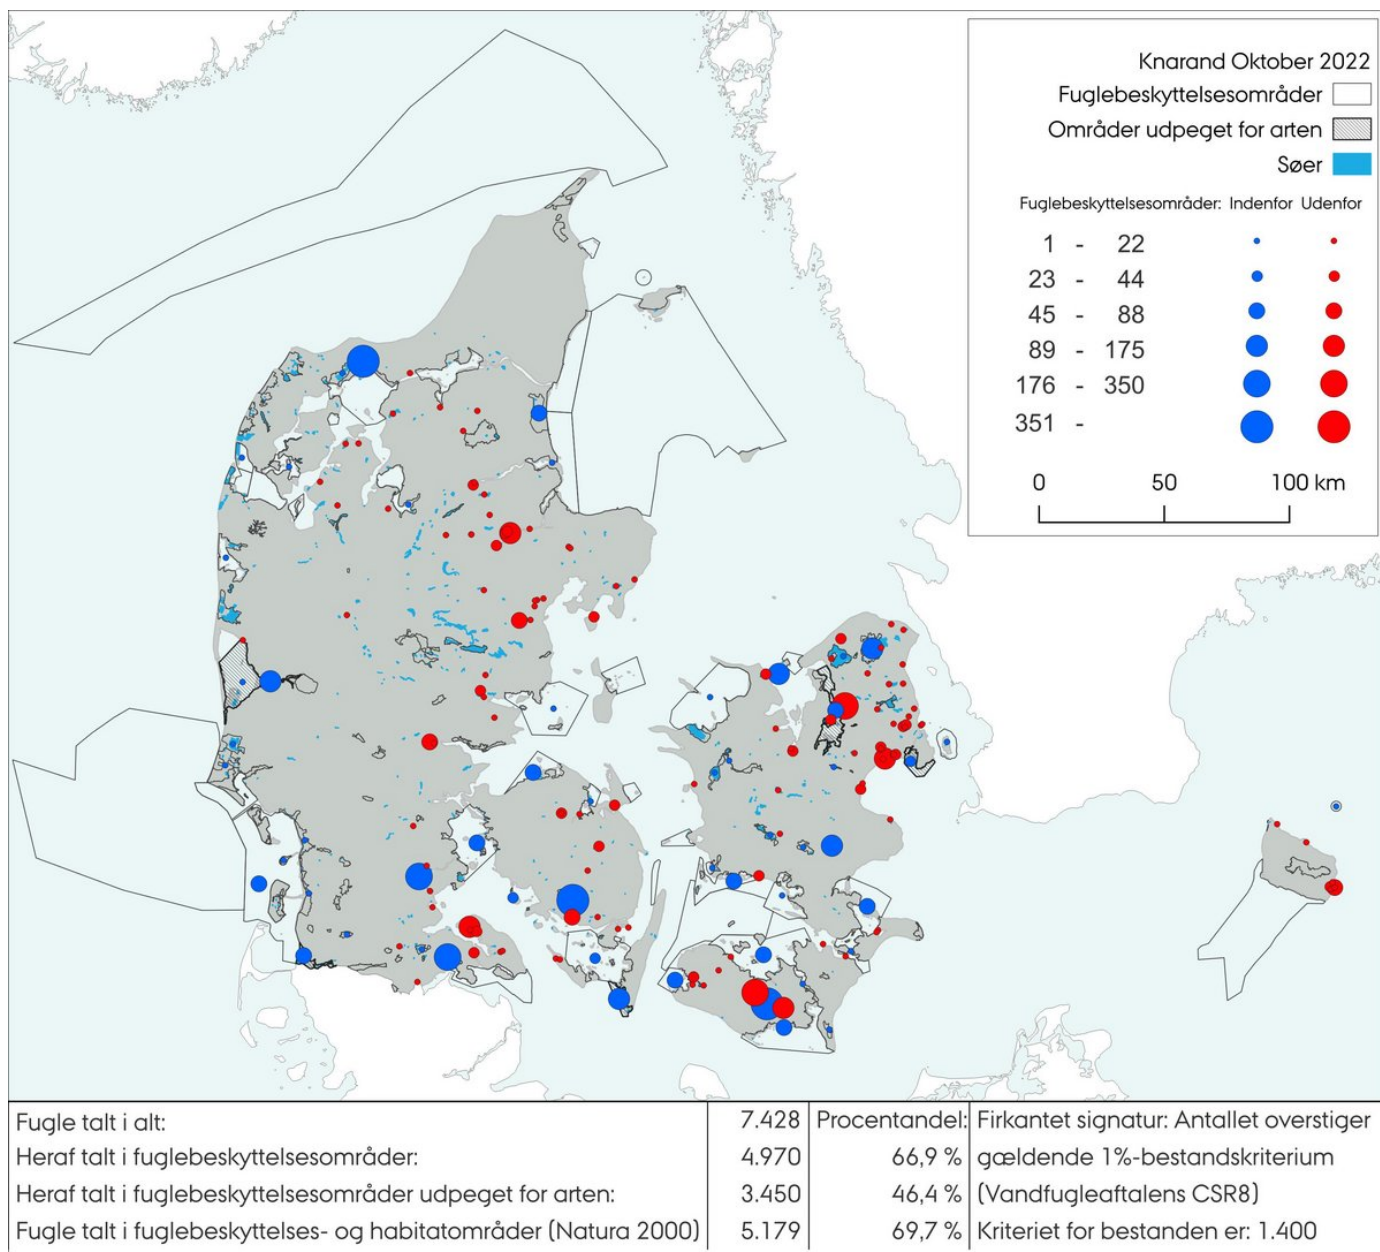 Knarand Oktober 2022
Fuglebeskyttelsesområder
Områder udpeget for arten
Søer
Fuglebeskyttelsesområder: Indenfor Udenfor
1 - 22
23 - 44
45 - 88
89 - 175
176 - 350
351 -
0 50 100 km
Fugle talt i alt: 7.428 Procentandel: Firkantet signatur: Antallet overstiger
Heraf talt i fuglebeskyttelsesområder: 4.970 66,9 % gældende 1%-bestandskriterium
Heraf talt i fuglebeskyttelsesområder udpeget for arten: 3.450 46,4 % (Vandfugleaftalens CSR8)
Fugle talt i fuglebeskyttelses- og habitatområder (Natura 2000) 5.179 69,7 % Kriteriet for bestanden er: 1.400